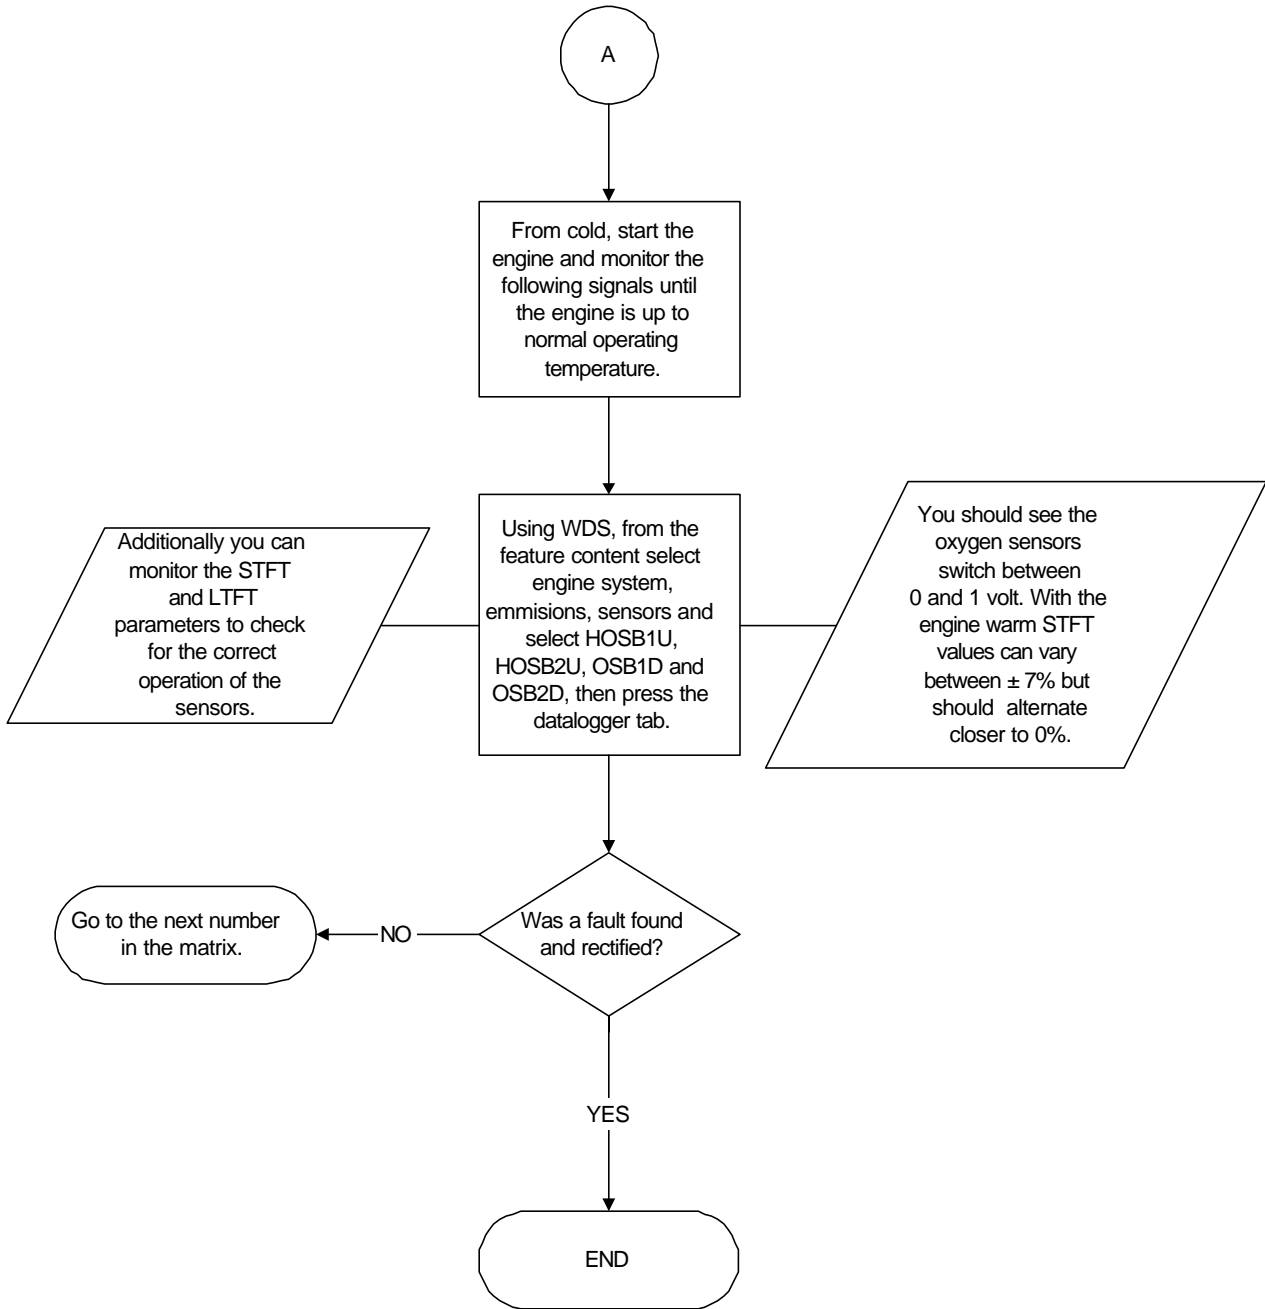 A
From cold, start the
engine and monitor the
following signals until
the engine is up to
normal operating
temperature.
Additionally you can
monitor the STFT
and LTFT
parameters to check
for the correct
operation of the
sensors.
Using WDS, from the
feature content select
engine system,
emmisions, sensors and
select HOSB1U,
HOSB2U, OSB1D and
OSB2D, then press the
datalogger tab.
You should see the
oxygen sensors
switch between
0 and 1 volt. With the
engine warm STFT
values can vary
between ± 7% but
should alternate
closer to 0%.
Was a fault found
and rectified?
NO
Go to the next number
in the matrix.
YES
END